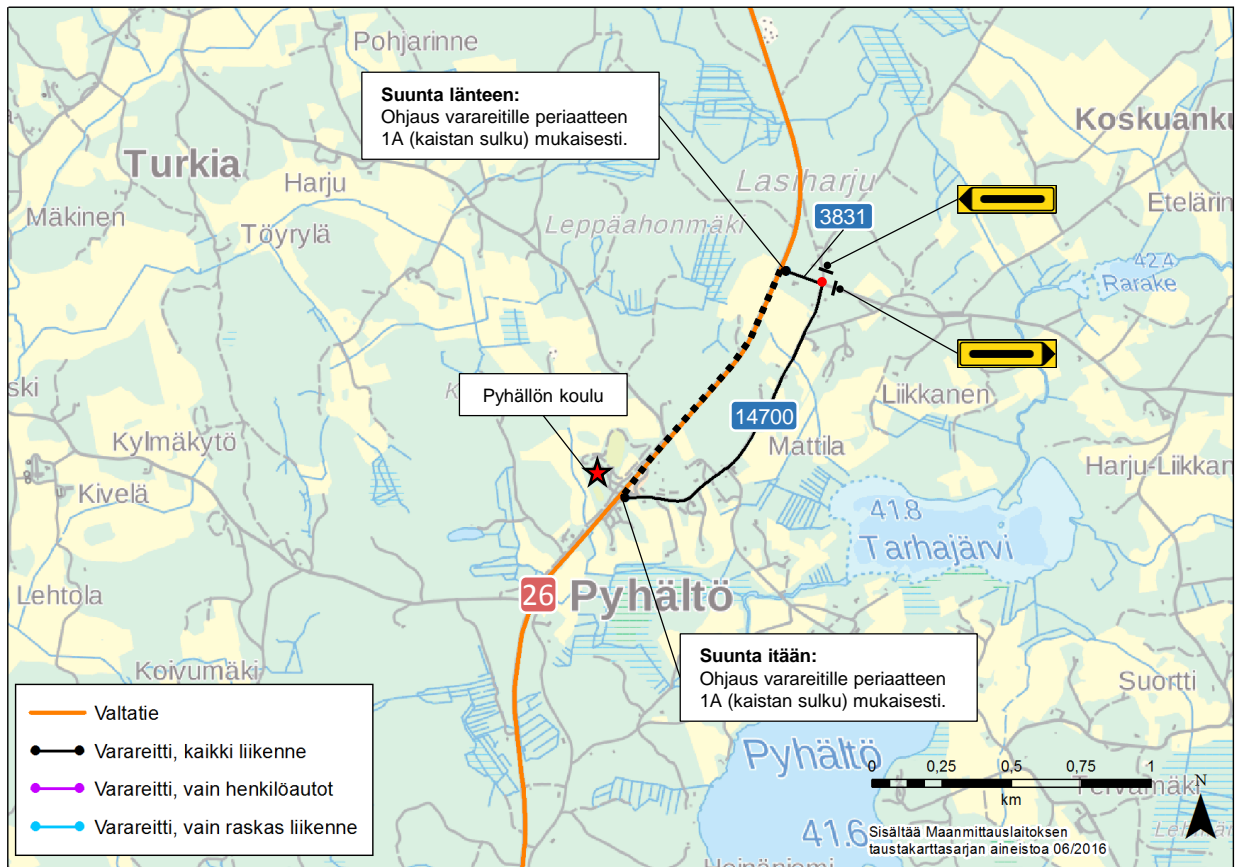 Pohjarinne
Suunta länteen:
Ohjaus varareitille periaatteen
1A (kaistan sulku) mukaisesti.
Koskuanku
Turkia
Harju
Lasiharju
Mäkinen
Töyrylä
Leppäahonmäki
3831
Etelärin
42.4
Rarake
ski
Pyhällön koulu
Liikkanen
14700
Kylmäkytö
Mattila
Kivelä
Harju-Liikkan
41.8
Tarhajärvi
Lehtola
26
Pyhältö
Koivumäki
Suunta itään:
Ohjaus varareitille periaatteen
1A (kaistan sulku) mukaisesti.
Suortti
Valtatie
Varareitti, kaikki liikenne
Varareitti, vain henkilöautot
Varareitti, vain raskas liikenne
Pyhältö
41.6
0 0,25 0,5 0,75 1
km
N
Sisältää Maanmittauslaitoksen
taustakarttasarjan aineistoa 06/2016